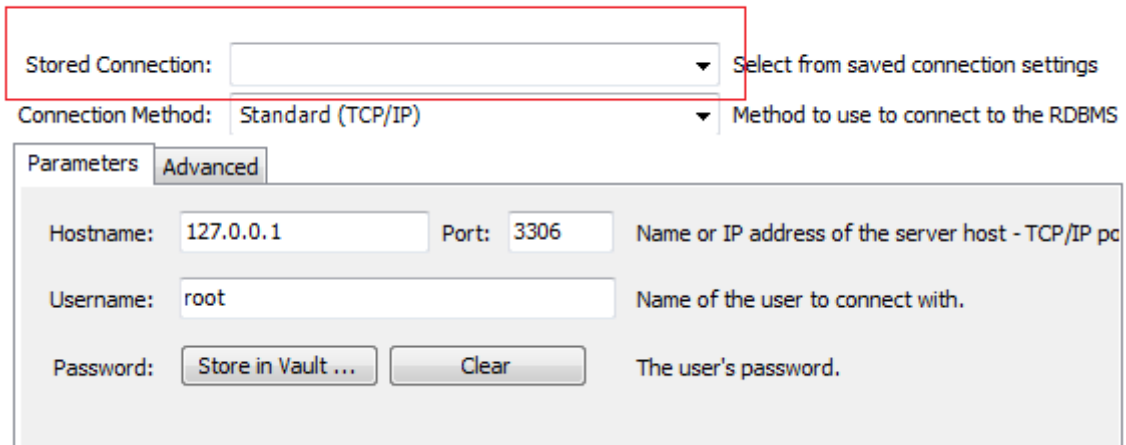 Stored Connection: Select from saved connection settings
Connection Method: Standard (TCP/IP) Method to use to connect to the RDBMS
Parameters Advanced
Hostname: 127.0.0.1 Port: 3306 Name or IP address of the server host - TCP/IP po
Username: root Name of the user to connect with.
Password: Store in Vault ... Clear The user's password.